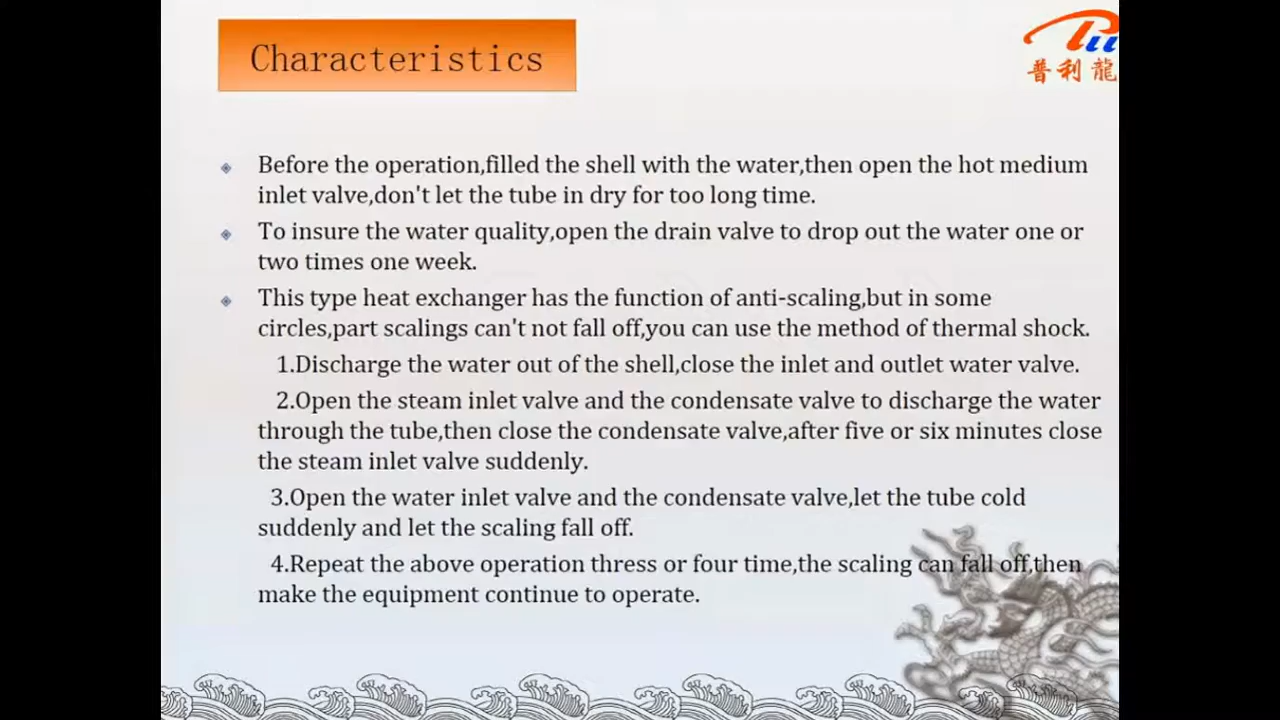 Characteristics
Pu
普利龍
Before the operation,filled the shell with the water,then open the hot medium
inlet valve,don't let the tube in dry for too long time.
To insure the water quality,open the drain valve to drop out the water one or
two times one week.
This type heat exchanger has the function of anti-scaling,but in some
circles,part scalings can't not fall off,you can use the method of thermal shock.
1.Discharge the water out of the shell,close the inlet and outlet water valve.
2.Open the steam inlet valve and the condensate valve to discharge the water
through the tube,then close the condensate valve,after five or six minutes close
the steam inlet valve suddenly.
3.Open the water inlet valve and the condensate valve,let the tube cold
suddenly and let the scaling fall off.
4.Repeat the above operation thress or four time,the scaling can fall off,then
make the equipment continue to operate.